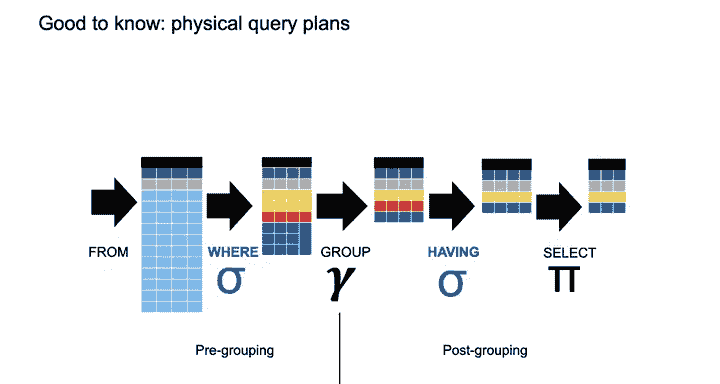 Good to know: physical query plans
FROM
WHERE
GROUP
HAVING
SELECT
σ
γ
σ
π
Pre-grouping
Post-grouping